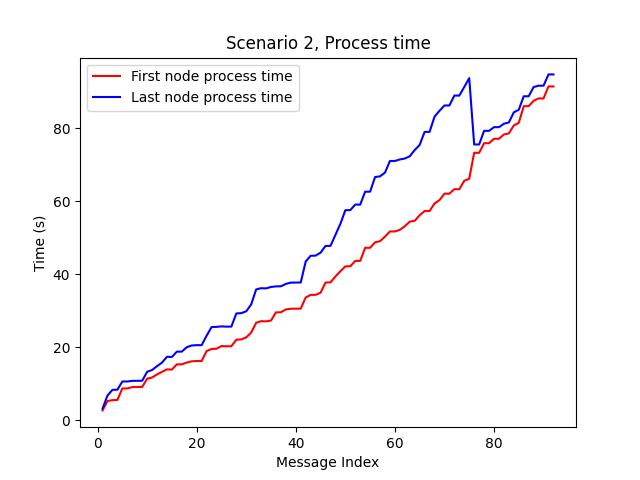 Scenario 2, Process time
First node process time
Last node process time
80
60
40
20
0
Time (s)
0 20 40 60 80
Message Index